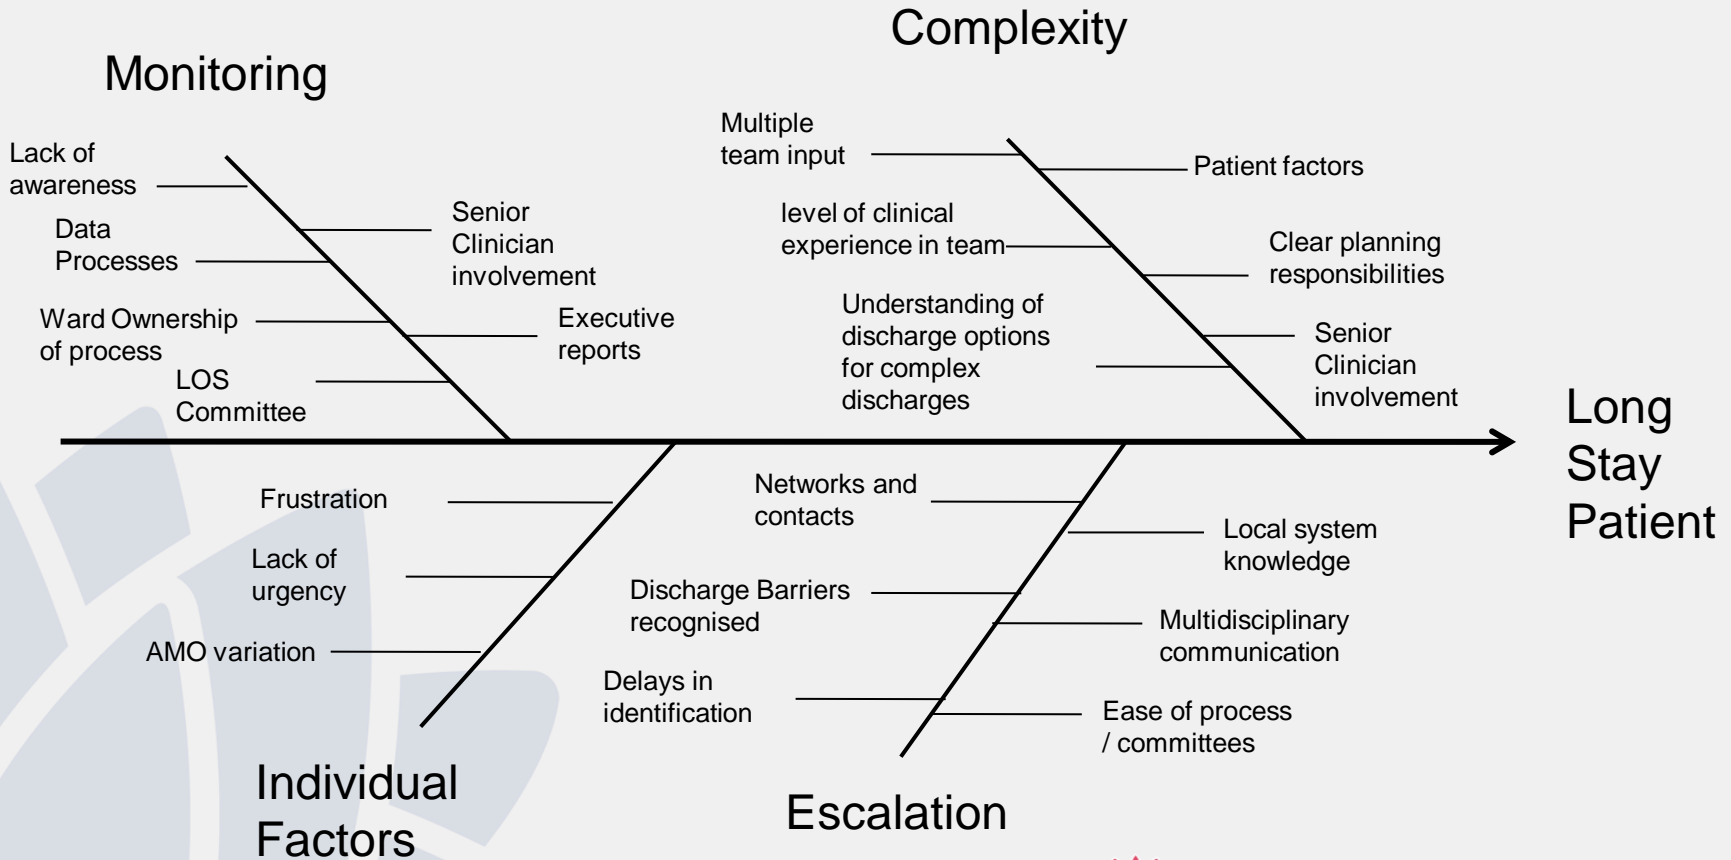 Complexity
Monitoring
Multiple
team input
Patient factors
Lack of
awareness
Senior
Clinician
involvement
level of clinical
experience in team
Data
Processes
Clear planning
responsibilities
Understanding of
discharge options
for complex
discharges
Ward Ownership
of process
Executive
reports
Senior
Clinician
involvement
LOS
Committee
Long
Stay
Patient
Frustration
Networks and
contacts
Local system
knowledge
Lack of
urgency
Discharge Barriers
recognised
Multidisciplinary
communication
AMO variation
Delays in
identification
Ease of process
/ committees
Individual
Factors
Escalation